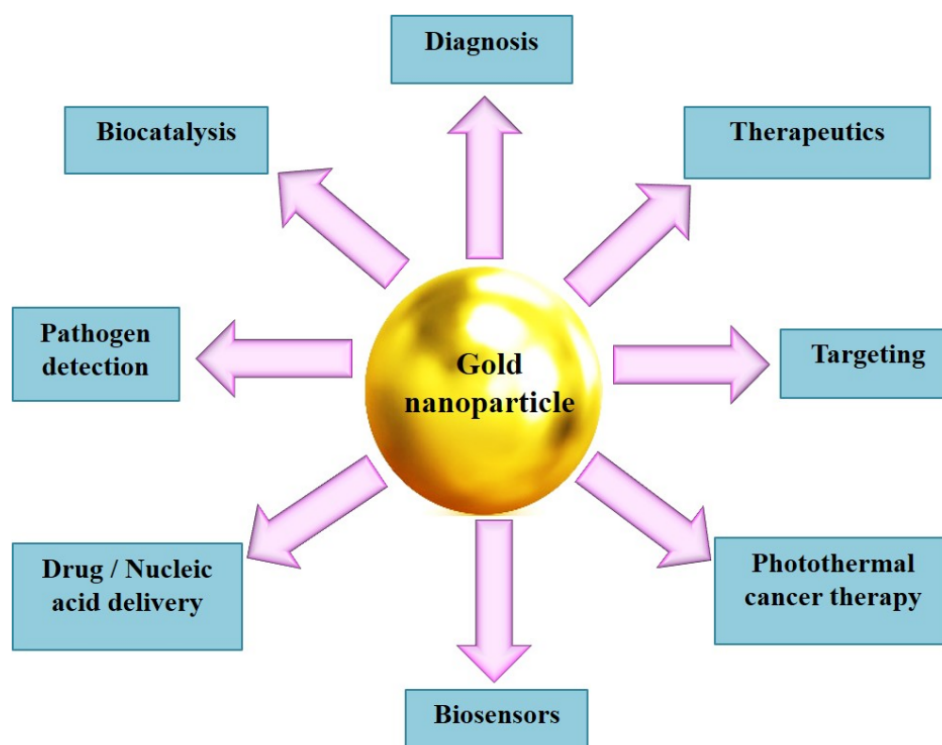 Diagnosis
Biocatalysis
Therapeutics
Pathogen
detection
Gold
nanoparticle
Targeting
Drug / Nucleic
acid delivery
Photothermal
cancer therapy
Biosensors